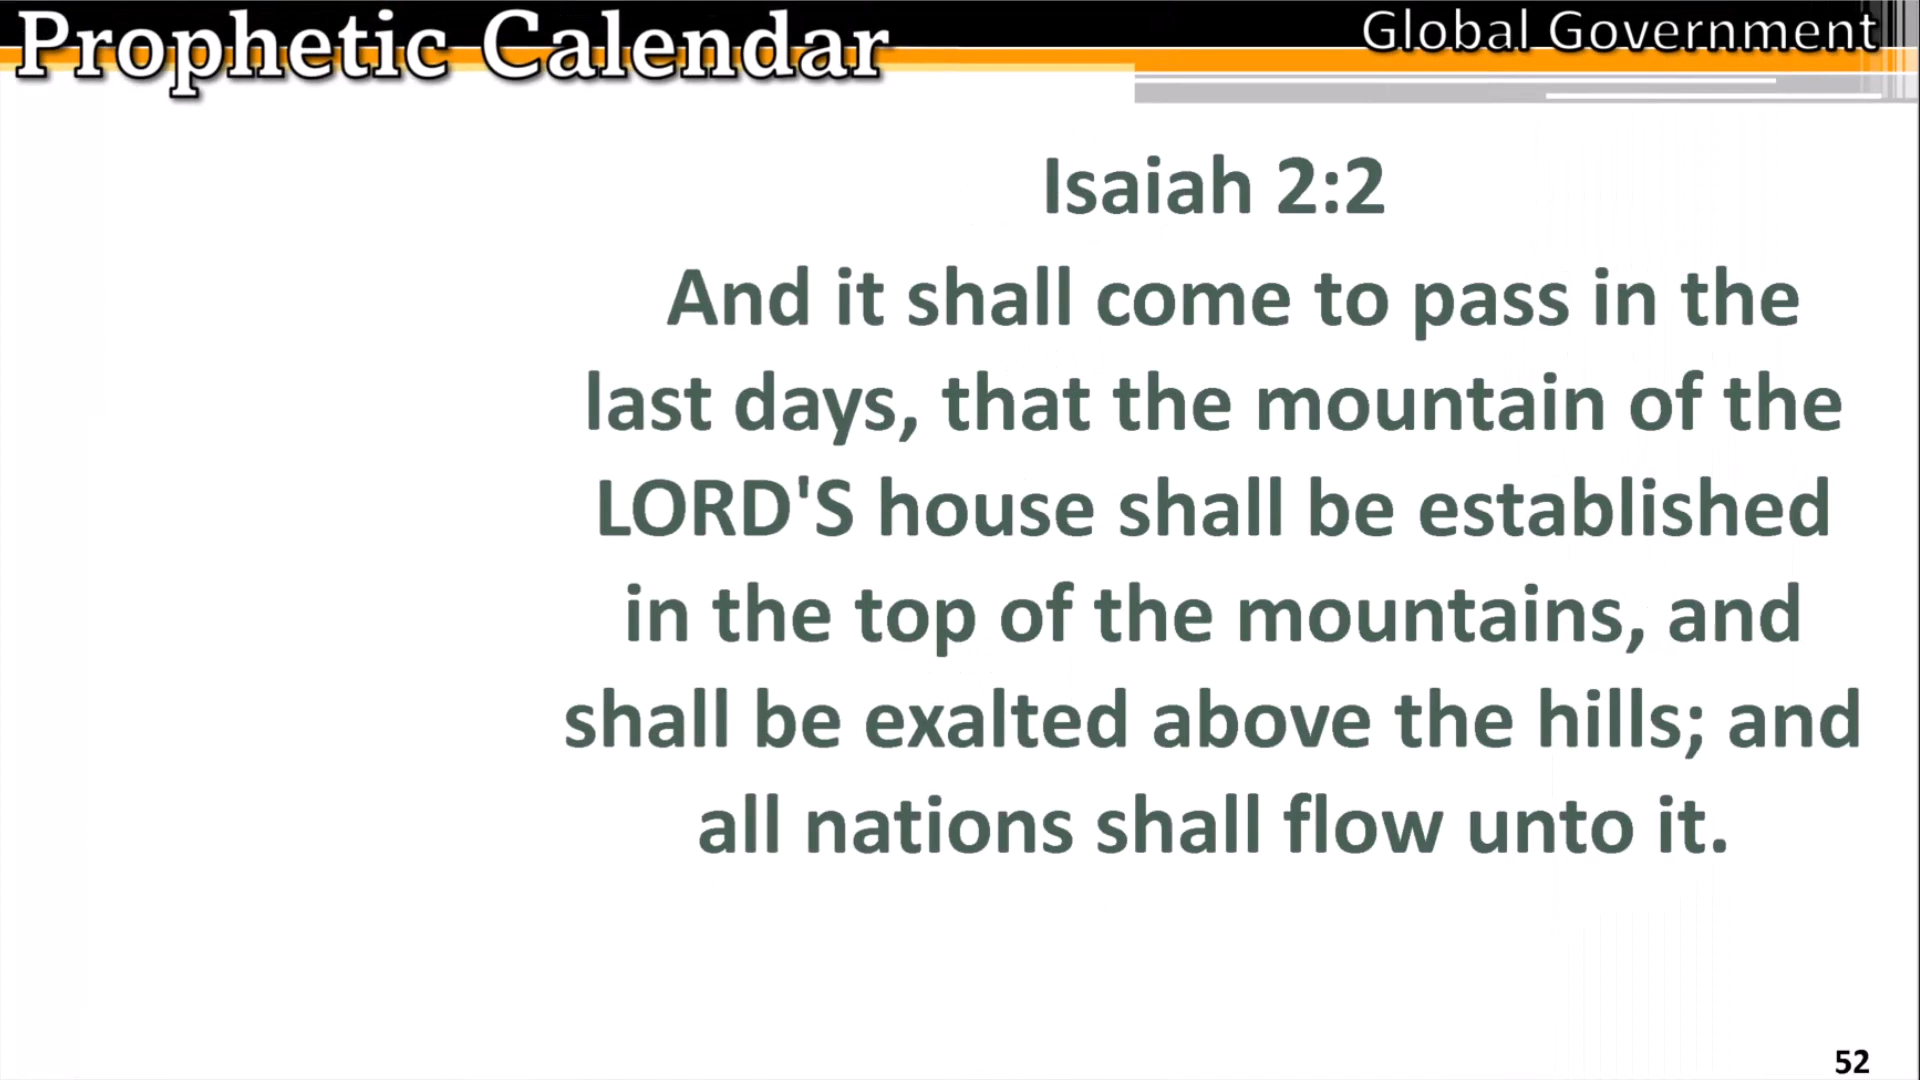 Prophetic Calendar
Global Government
Isaiah 2:2
And it shall come to pass in the
last days, that the mountain of the
LORD'S house shall be established
in the top of the mountains, and
shall be exalted above the hills; and
all nations shall flow unto it.
52